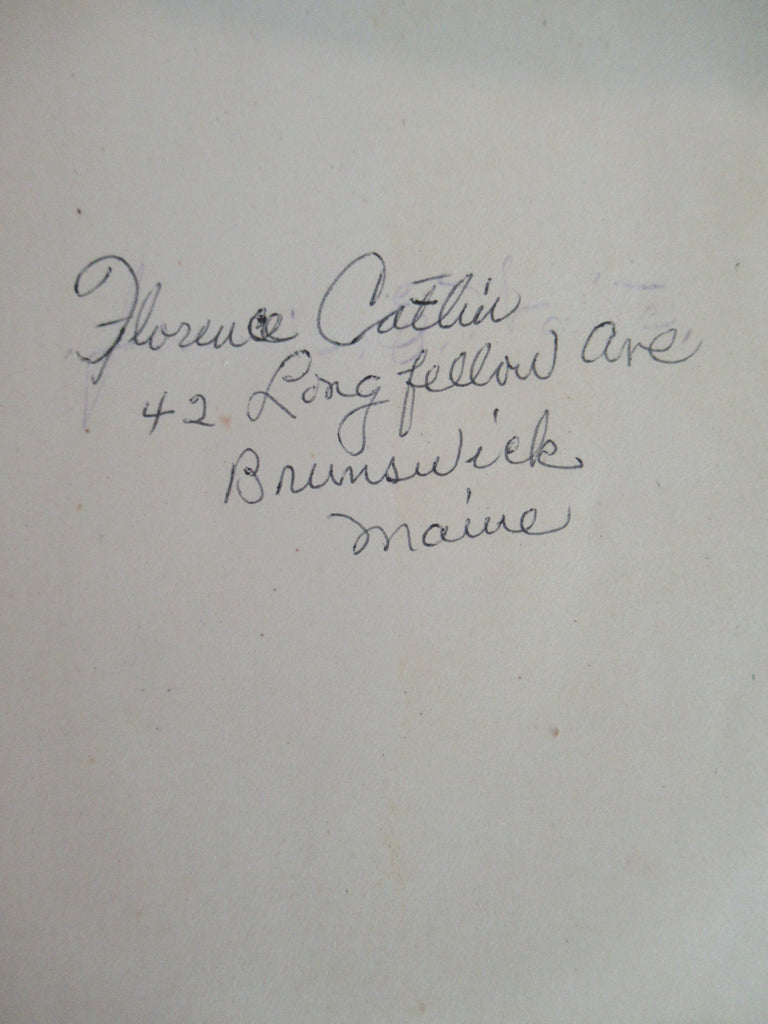 Florence Catlin
42 Longfellow Ave
Brunswick
Maine